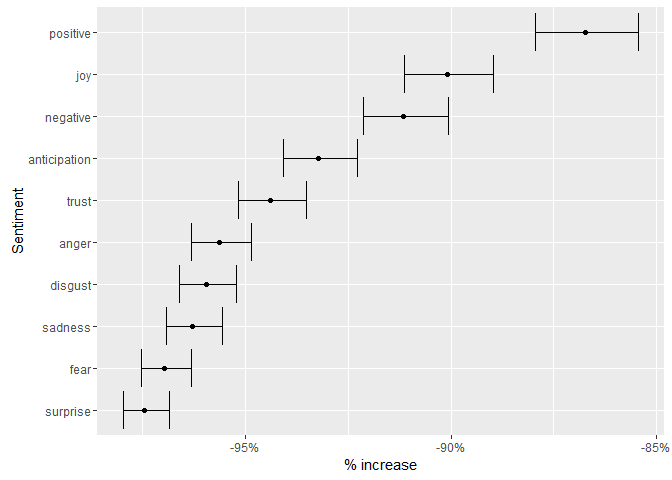 positive
joy
negative
anticipation
trust
anger
disgust
sadness
fear
surprise
Sentiment
-95%
-90%
-85%
% increase